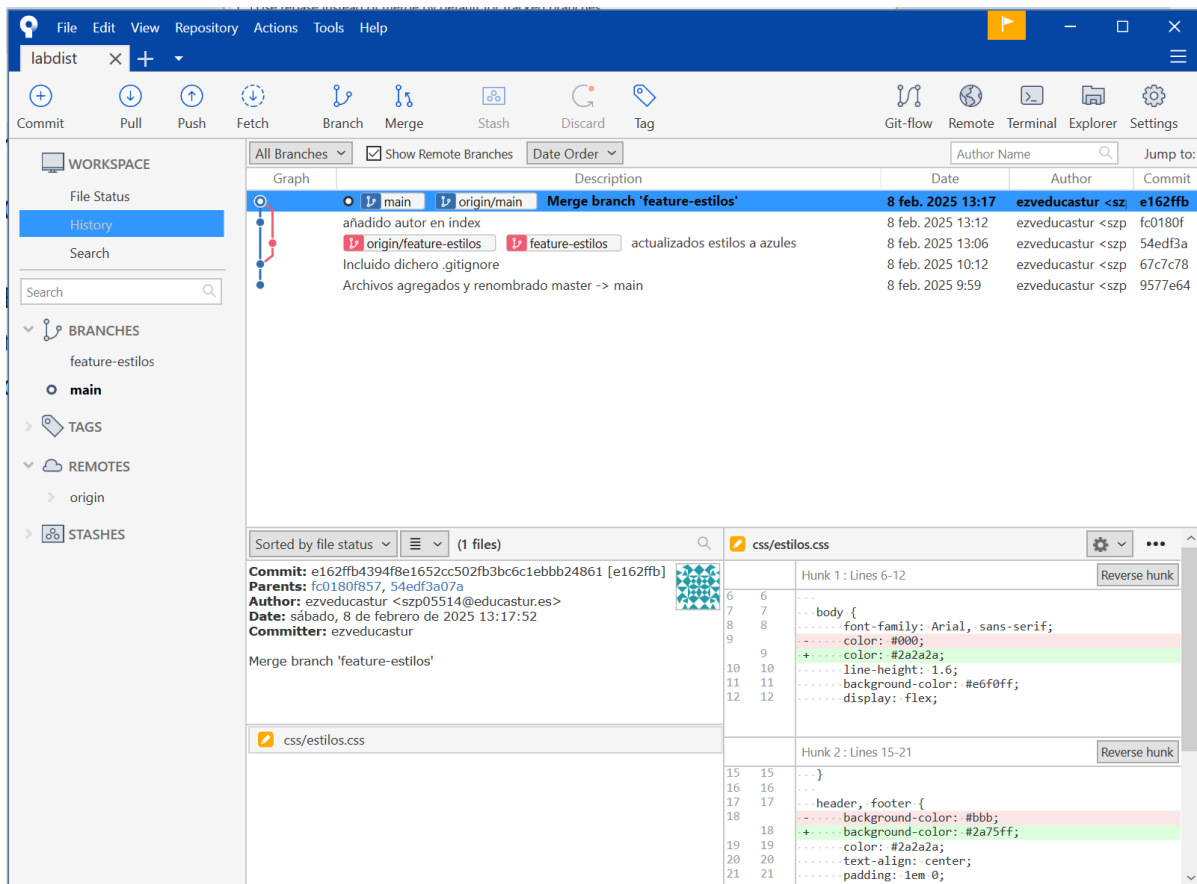 File Edit View Repository Actions Tools Help
labdist
Commit Pull Push Fetch Branch Merge Stash Discard Tag Git-flow Remote Terminal Explorer Settings
WORKSPACE
File Status
History
Search
Search
BRANCHES
feature-estilos
main
TAGS
REMOTES
origin
STASHES
All Branches Show Remote Branches Date Order Author Name Jump to:
Graph Description Date Author Commit
main origin/main Merge branch 'feature-estilos' 8 feb. 2025 13:17 ezveducastur <sz e162ffb
añadido autor en index 8 feb. 2025 13:12 ezveducastur <szp fc0180f
origin/feature-estilos feature-estilos actualizados estilos a azules 8 feb. 2025 13:06 ezveducastur <szp 54edf3a
Incluido dichero .gitignore 8 feb. 2025 10:12 ezveducastur <szp 67c7c78
Archivos agregados y renombrado master -> main 8 feb. 2025 9:59 ezveducastur <szp 9577e64
Sorted by file status (1 files)
Commit: e162ffb4394f8e1652cc502fb3bc6c1ebbb24861 [e162ffb]
Parents: fc0180f857, 54edf3a07a
Author: ezveducastur <szp05514@educastur.es>
Date: sábado, 8 de febrero de 2025 13:17:52
Committer: ezveducastur
Merge branch 'feature-estilos'
css/estilos.css
css/estilos.css
Hunk 1 : Lines 6-12 Reverse hunk
6 6
7 7 body {
8 8 font-family: Arial, sans-serif;
9 - color: #000;
9 + color: #2a2a2a;
10 10 line-height: 1.6;
11 11 background-color: #e6f0ff;
12 12 display: flex;
Hunk 2 : Lines 15-21 Reverse hunk
15 15 }
16 16
17 17 header, footer {
18 - background-color: #bbb;
18 + background-color: #2a75ff;
19 19 color: #2a2a2a;
20 20 text-align: center;
21 21 padding: 1em 0;